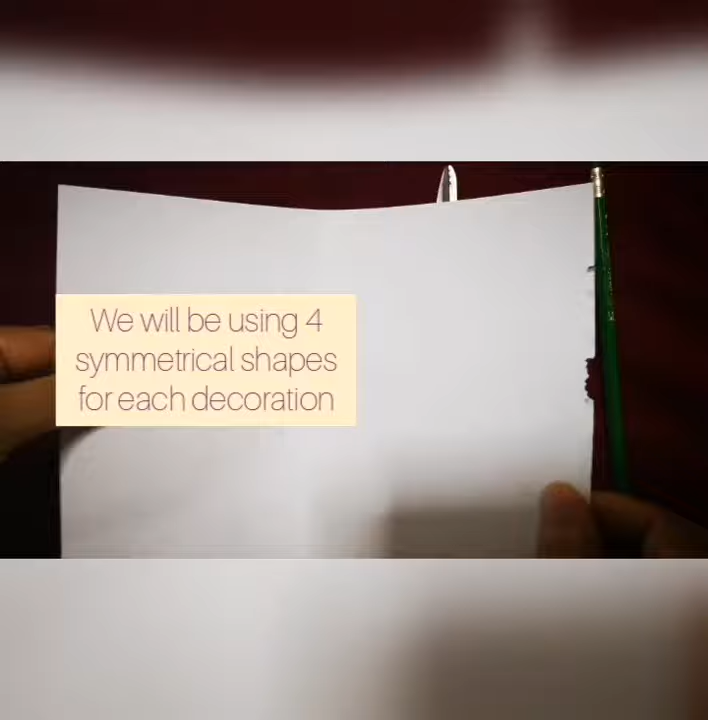 We will be using 4
symmetrical shapes
for each decoration